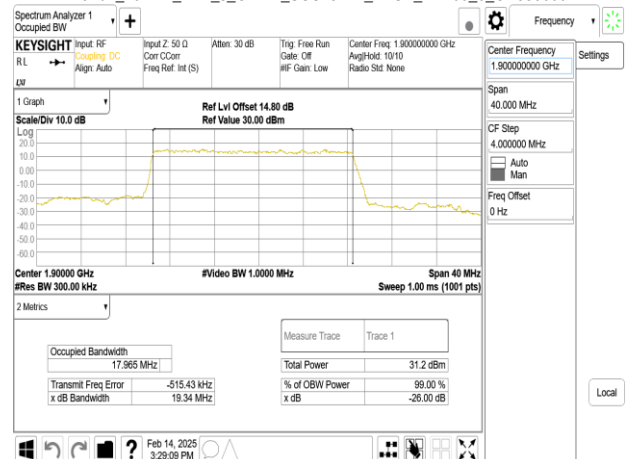 Spectrum Analyzer 1
Occupied BW
Frequency
KEYSIGHT
RL
LXI
Input: RF
Coupling: DC
Align: Auto
Input Z: 50 Ω
Corr CCorr
Freq Ref: Int (S)
Atten: 30 dB
Trig: Free Run
Gate: Off
#IF Gain: Low
Center Freq: 1.900000000 GHz
Avg|Hold: 10/10
Radio Std: None
Center Frequency
1.900000000 GHz
Settings
Span
40.000 MHz
CF Step
4.000000 MHz
Auto
Man
Freq Offset
0 Hz
Local
1 Graph
Scale/Div 10.0 dB
Ref Lvl Offset 14.80 dB
Ref Value 30.00 dBm
Log
20.0
10.0
0.00
-10.0
-20.0
-30.0
-40.0
-50.0
-60.0
Center 1.90000 GHz
#Video BW 1.0000 MHz
Span 40 MHz
#Res BW 300.00 kHz
Sweep 1.00 ms (1001 pts)
2 Metrics
Measure Trace
Trace 1
Occupied Bandwidth
17.965 MHz
Total Power
31.2 dBm
Transmit Freq Error
-515.43 kHz
% of OBW Power
99.00 %
x dB Bandwidth
19.34 MHz
x dB
-26.00 dB
?
Feb 14, 2025
3:29:09 PM